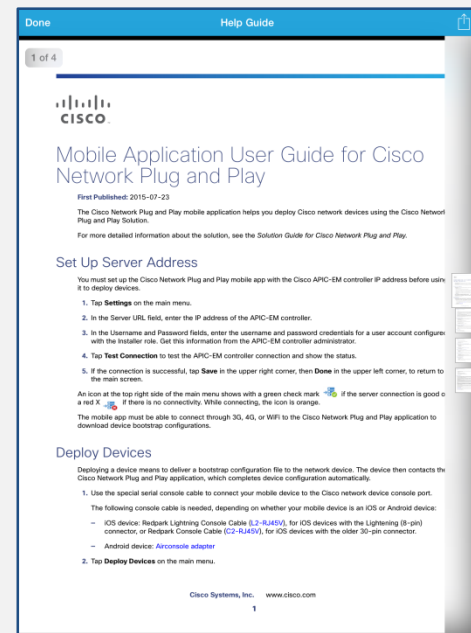 Done
Help Guide
1 of 4
CISCO
Mobile Application User Guide for Cisco
Network Plug and Play
First Published: 2015-07-23
The Cisco Network Plug and Play mobile application helps you deploy Cisco network devices using the Cisco Network
Plug and Play Solution.
For more detailed information about the solution, see the Solution Guide for Cisco Network Plug and Play.
Set Up Server Address
You must set up the Cisco Network Plug and Play mobile app with the Cisco APIC-EM controller IP address before using
it to deploy devices.
1. Tap Settings on the main menu.
2. In the Server URL field, enter the IP address of the APIC-EM controller.
3. In the Username and Password fields, enter the username and password credentials for a user account configured
with the Installer role. Get this information from the APIC-EM controller administrator.
4. Tap Test Connection to test the APIC-EM controller connection and show the status.
5. If the connection is successful, tap Save in the upper right corner, then Done in the upper left corner, to return to
the main screen.
An icon at the top right side of the main menu shows with a green check mark if the server connection is good o
a red X if there is no connectivity. While connecting, the icon is orange.
The mobile app must be able to connect through 3G, 4G, or WiFi to the Cisco Network Plug and Play application to
download device bootstrap configurations.
Deploy Devices
Deploying a device means to deliver a bootstrap configuration file to the network device. The device then contacts the
Cisco Network Plug and Play application, which completes device configuration automatically.
1. Use the special serial console cable to connect your mobile device to the Cisco network device console port.
The following console cable is needed, depending on whether your mobile device is an iOS or Android device:
– iOS device: Redpark Lightning Console Cable (L2-RJ45V), for iOS devices with the Lightening (8-pin)
connector, or Redpark Console Cable (C2-RJ45V), for iOS devices with the older 30-pin connector.
– Android device: Airconsole adapter
2. Tap Deploy Devices on the main menu.
Cisco Systems, Inc. www.cisco.com
1